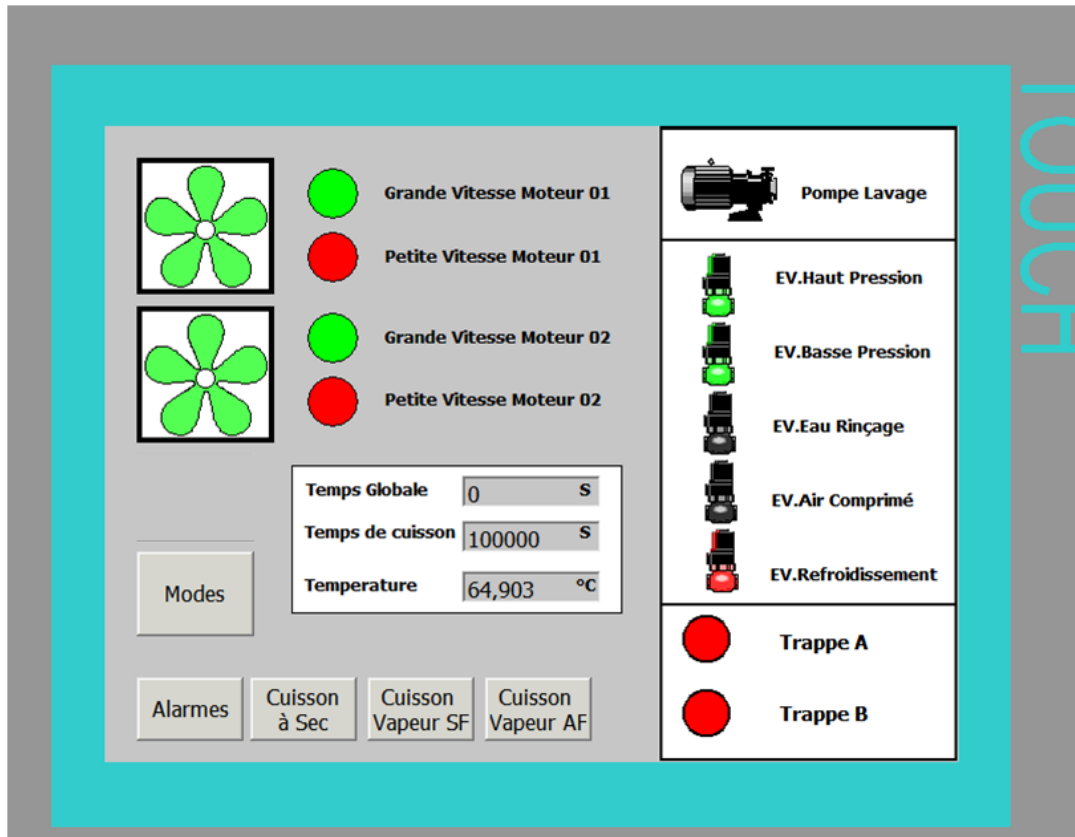 TOUCH
Grande Vitesse Moteur 01
Petite Vitesse Moteur 01
Grande Vitesse Moteur 02
Petite Vitesse Moteur 02
Temps Globale 0 S
Temps de cuisson 100000 S
Temperature 64,903 °C
Modes
Alarmes
Cuisson
à Sec
Cuisson
Vapeur SF
Cuisson
Vapeur AF
Pompe Lavage
EV.Haut Pression
EV.Basse Pression
EV.Eau Rinçage
EV.Air Comprimé
EV.Refroidissement
Trappe A
Trappe B